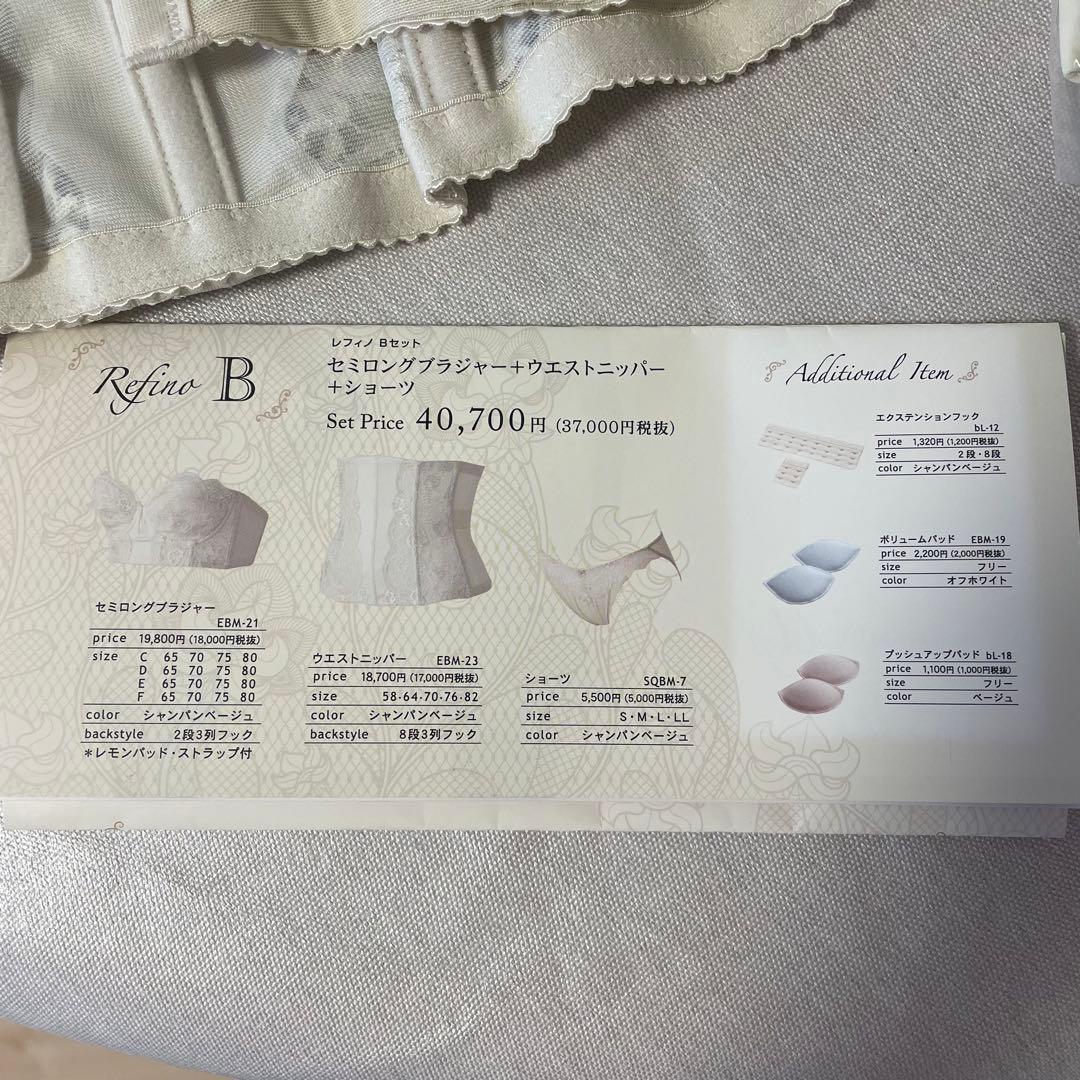 Refino B
レフィノ Bセット
セミロングブラジャー＋ウエストニッパー
＋ショーツ
Set Price 40,700円（37,000円税抜）
セミロングブラジャー
EBM-21
price 19,800円（18,000円税抜）
size C 65 70 75 80
D 65 70 75 80
E 65 70 75 80
F 65 70 75 80
color シャンパンベージュ
backstyle 2段3列フック
＊レモンパッド・ストラップ付
ウエストニッパー EBM-23
price 18,700円（17,000円税抜）
size 58・64・70・76・82
color シャンパンベージュ
backstyle 8段3列フック
ショーツ SQBM-7
price 5,500円（5,000円税抜）
size S・M・L・LL
color シャンパンベージュ
Additional Item
エクステンションフック
bL-12
price 1,320円（1,200円税抜）
size 2段・8段
color シャンパンベージュ
ボリュームパッド EBM-19
price 2,200円（2,000円税抜）
size フリー
color オフホワイト
プッシュアップパッド bL-18
price 1,100円（1,000円税抜）
size フリー
color ベージュ